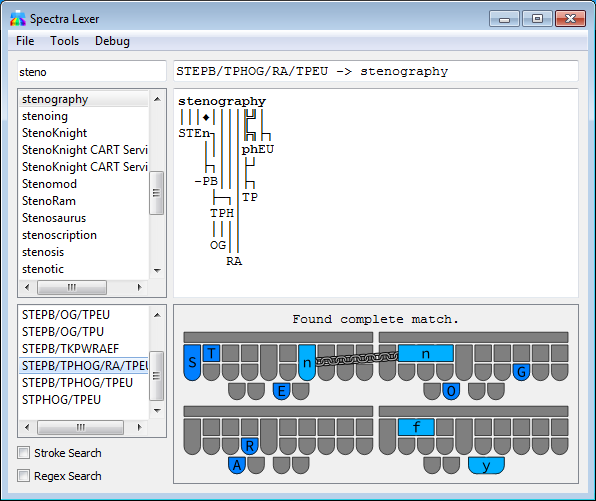 Spectra Lexer
File Tools Debug
steno
STEPB/TPHOG/RA/TPEU -> stenography
stenography
stenoing
StenoKnight
StenoKnight CART Servi
StenoKnight CART Servi
Stenomod
StenoRam
Stenosaurus
stenoscription
stenosis
stenotic
stenography
STEn
phEU
-PB
TP
TPH
OG
RA
STEPB/OG/TPEU
STEPB/OG/TPU
STEPB/TKPWRAEF
STEPB/TPHOG/RA/TPEU
STEPB/TPHOG/TPEU
STPHOG/TPEU
Found complete match.
S T n n G
E O
R f
A y
Stroke Search
Regex Search